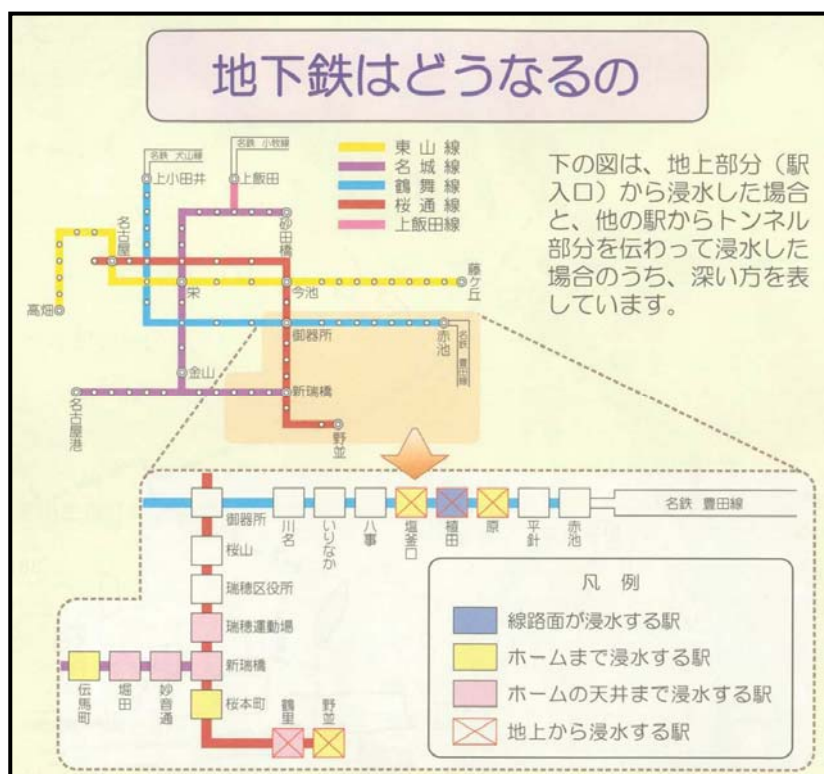 地下鉄はどうなるの
名鉄 犬山線
名鉄 小牧線
上小田井
上飯田
東山線
名城線
鶴舞線
桜通線
上飯田線
下の図は、地上部分（駅
入口）から浸水した場合
と、他の駅からトンネル
部分を伝わって浸水した
場合のうち、深い方を表
しています。
名古屋
砂田橋
藤ヶ丘
栄
今池
高畑
御器所
赤池
名鉄 豊田線
金山
新瑞橋
名古屋港
野並
御器所
川名
いりなか
八事
塩釜口
植田
原
平針
赤池
名鉄 豊田線
桜山
瑞穂区役所
瑞穂運動場
新瑞橋
伝馬町
堀田
妙音通
桜本町
鶴里
野並
凡例
線路面が浸水する駅
ホームまで浸水する駅
ホームの天井まで浸水する駅
地上から浸水する駅